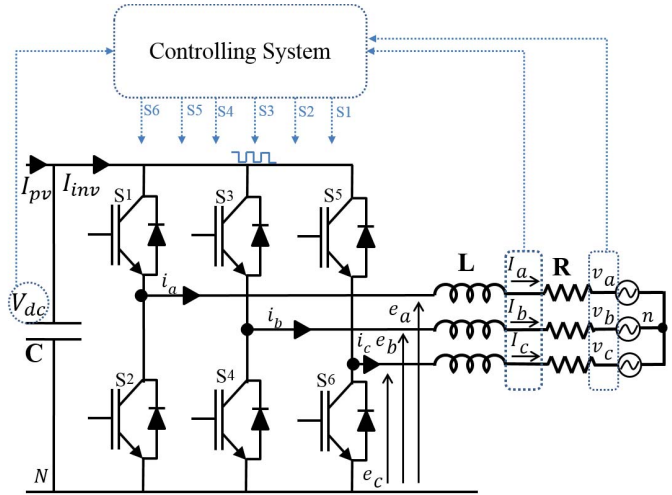 Controlling System
S6 S5 S4 S3 S2 S1
I_pv I_inv
S1 S3 S5
L I_a R v_a
i_a
V_dc
e_a I_b v_b n
i_b
C
i_c e_b I_c v_c
S2 S4 S6
N
e_c